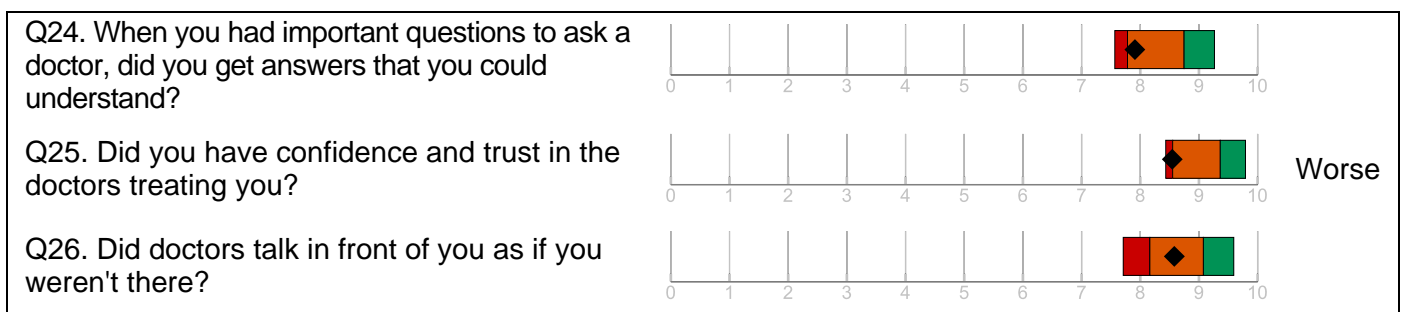 Q24. When you had important questions to ask a
doctor, did you get answers that you could
understand?
0 1 2 3 4 5 6 7 8 9 10
Q25. Did you have confidence and trust in the
doctors treating you?
Worse
0 1 2 3 4 5 6 7 8 9 10
Q26. Did doctors talk in front of you as if you
weren't there?
0 1 2 3 4 5 6 7 8 9 10